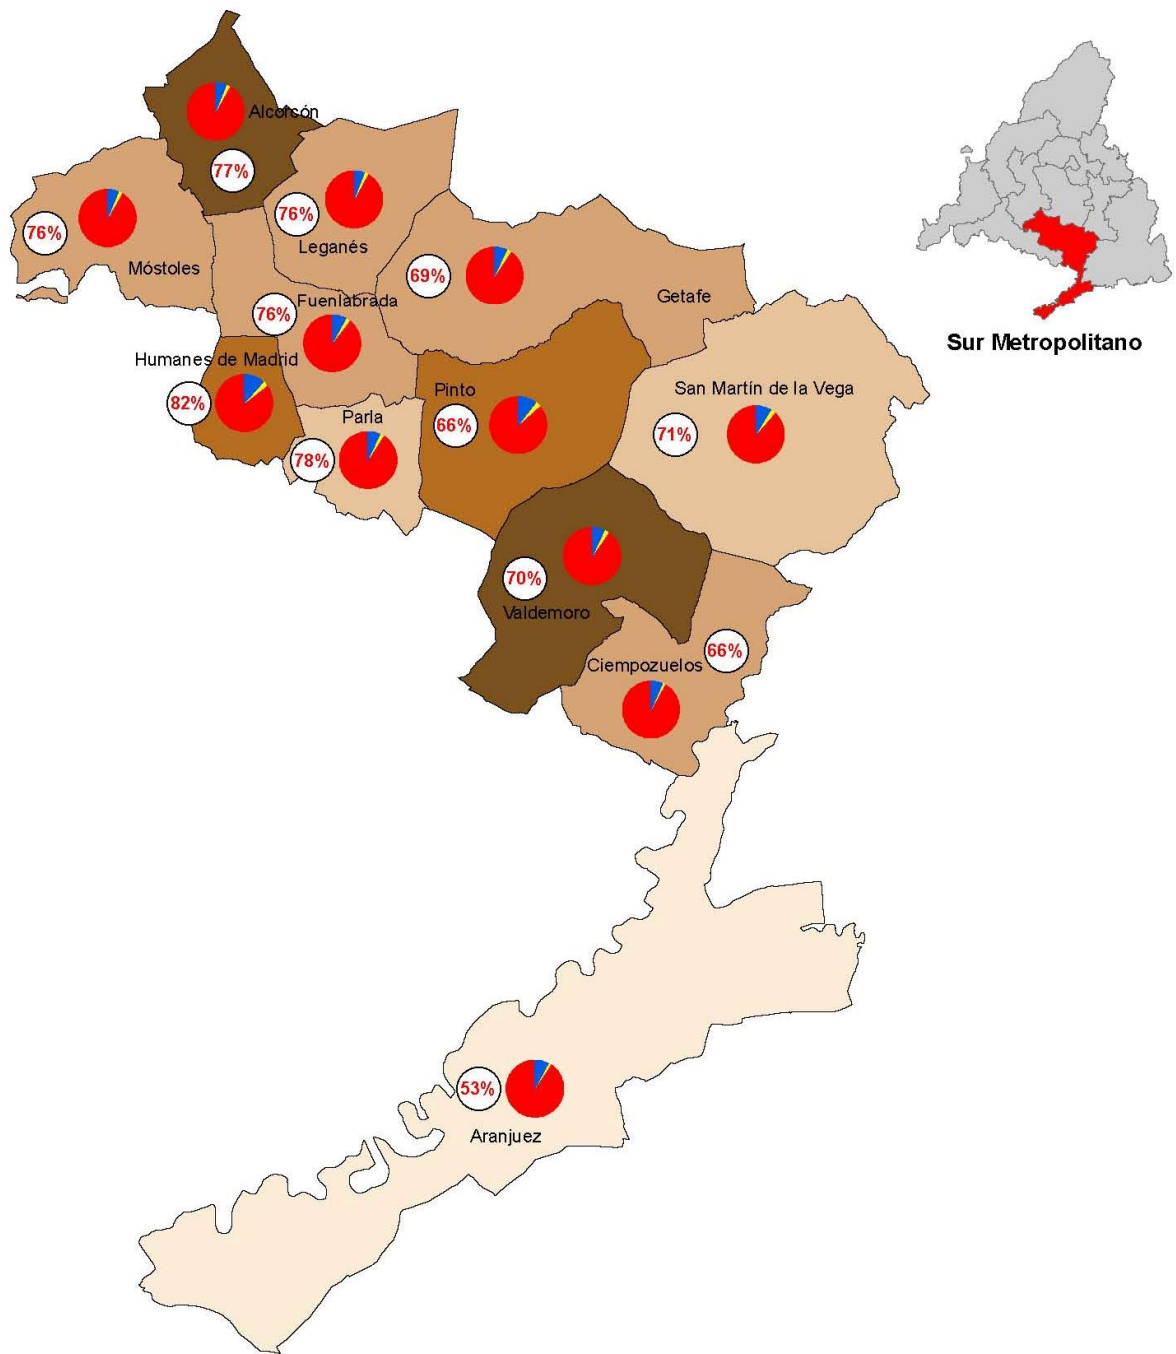 Alcorcón
77%
76%
76%
Leganés
Móstoles
69%
Getafe
Fuenlabrada
76%
Sur Metropolitano
Humanes de Madrid
82%
Pinto
66%
San Martín de la Vega
71%
Parla
78%
70%
Valdemoro
66%
Ciempozuelos
53%
Aranjuez